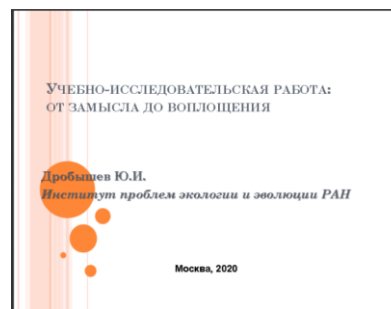 Учебно-исследовательская работа:
от замысла до воплощения
Дробышев Ю.И.
Институт проблем экологии и эволюции РАН
Москва, 2020